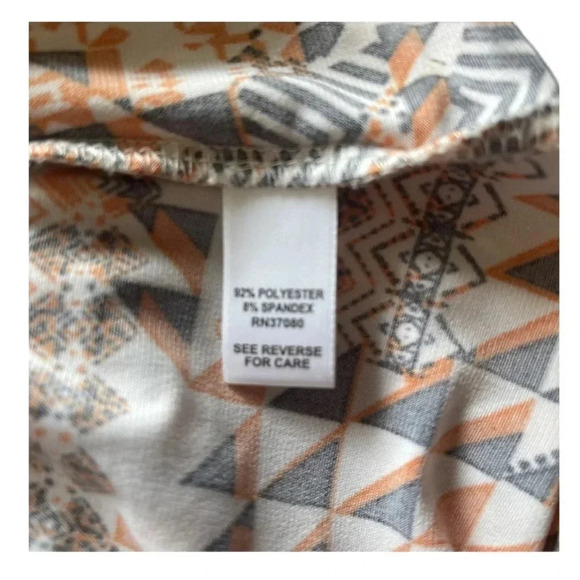 92% POLYESTER
8% SPANDEX
RN37080
SEE REVERSE
FOR CARE